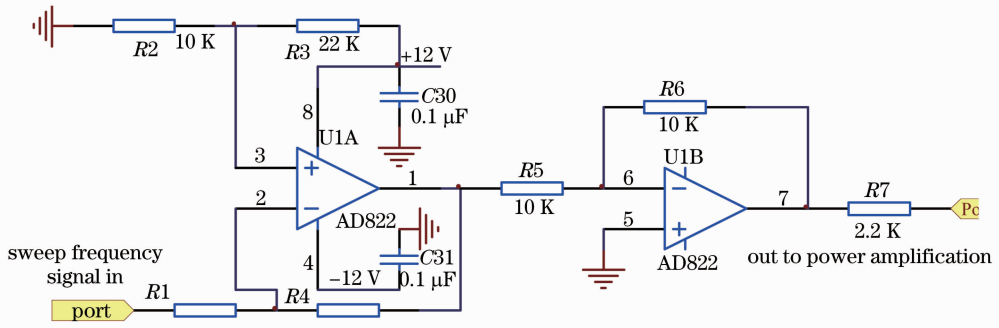 R2
10 K
R3
22 K
+12 V
8
C30
0.1 μF
U1A
3
2
1
AD822
4
−12 V
C31
0.1 μF
sweep frequency
signal in
port
R1
R4
R5
10 K
R6
10 K
U1B
6
5
7
AD822
R7
2.2 K
out to power amplification